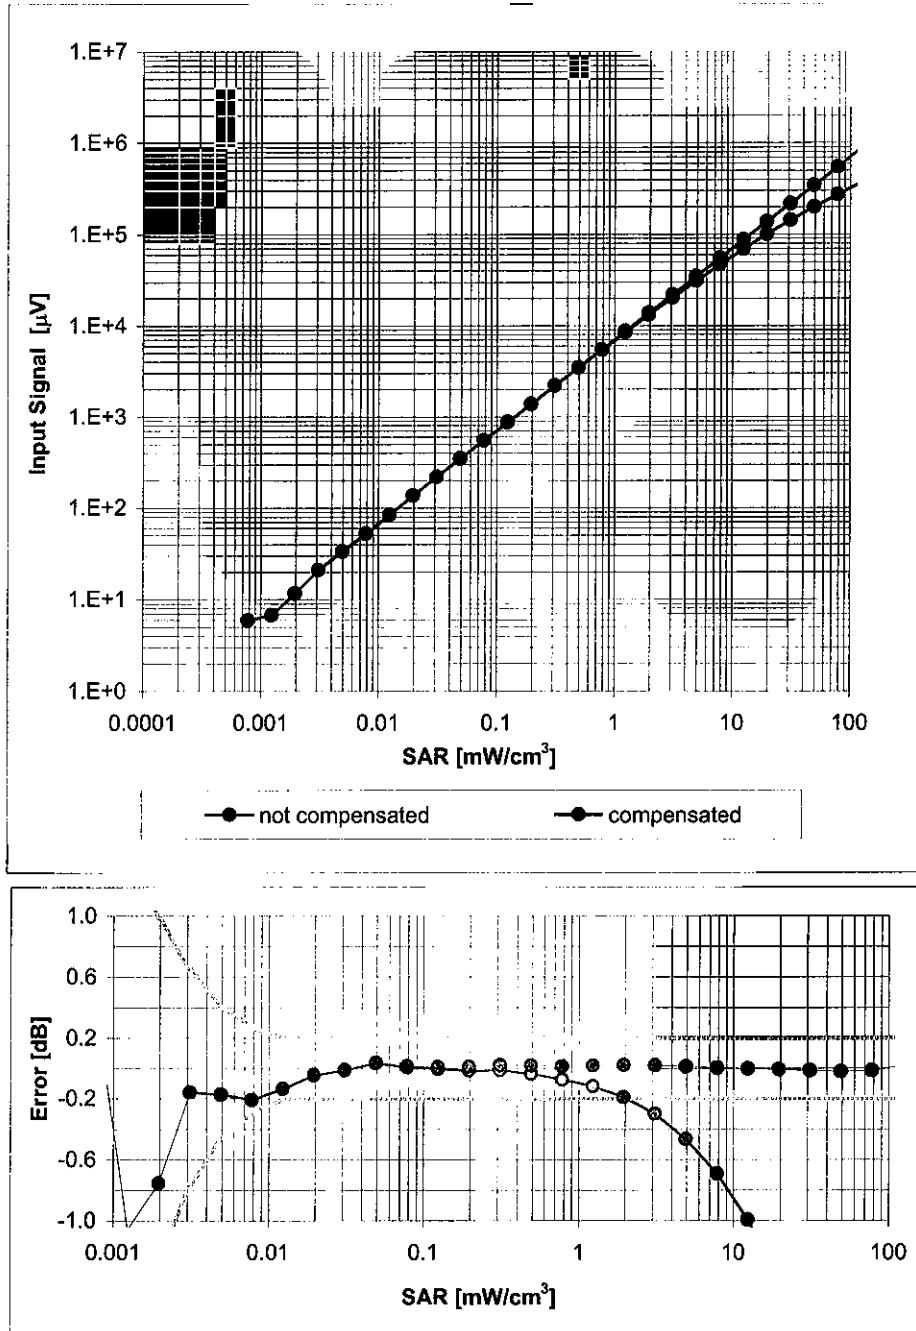 1.E+7
1.E+6
1.E+5
1.E+4
1.E+3
1.E+2
1.E+1
1.E+0
Input Signal [µV]
0.0001 0.001 0.01 0.1 1 10 100
SAR [mW/cm³]
not compensated compensated
1.0
0.6
0.2
-0.2
-0.6
-1.0
Error [dB]
0.001 0.01 0.1 1 10 100
SAR [mW/cm³]